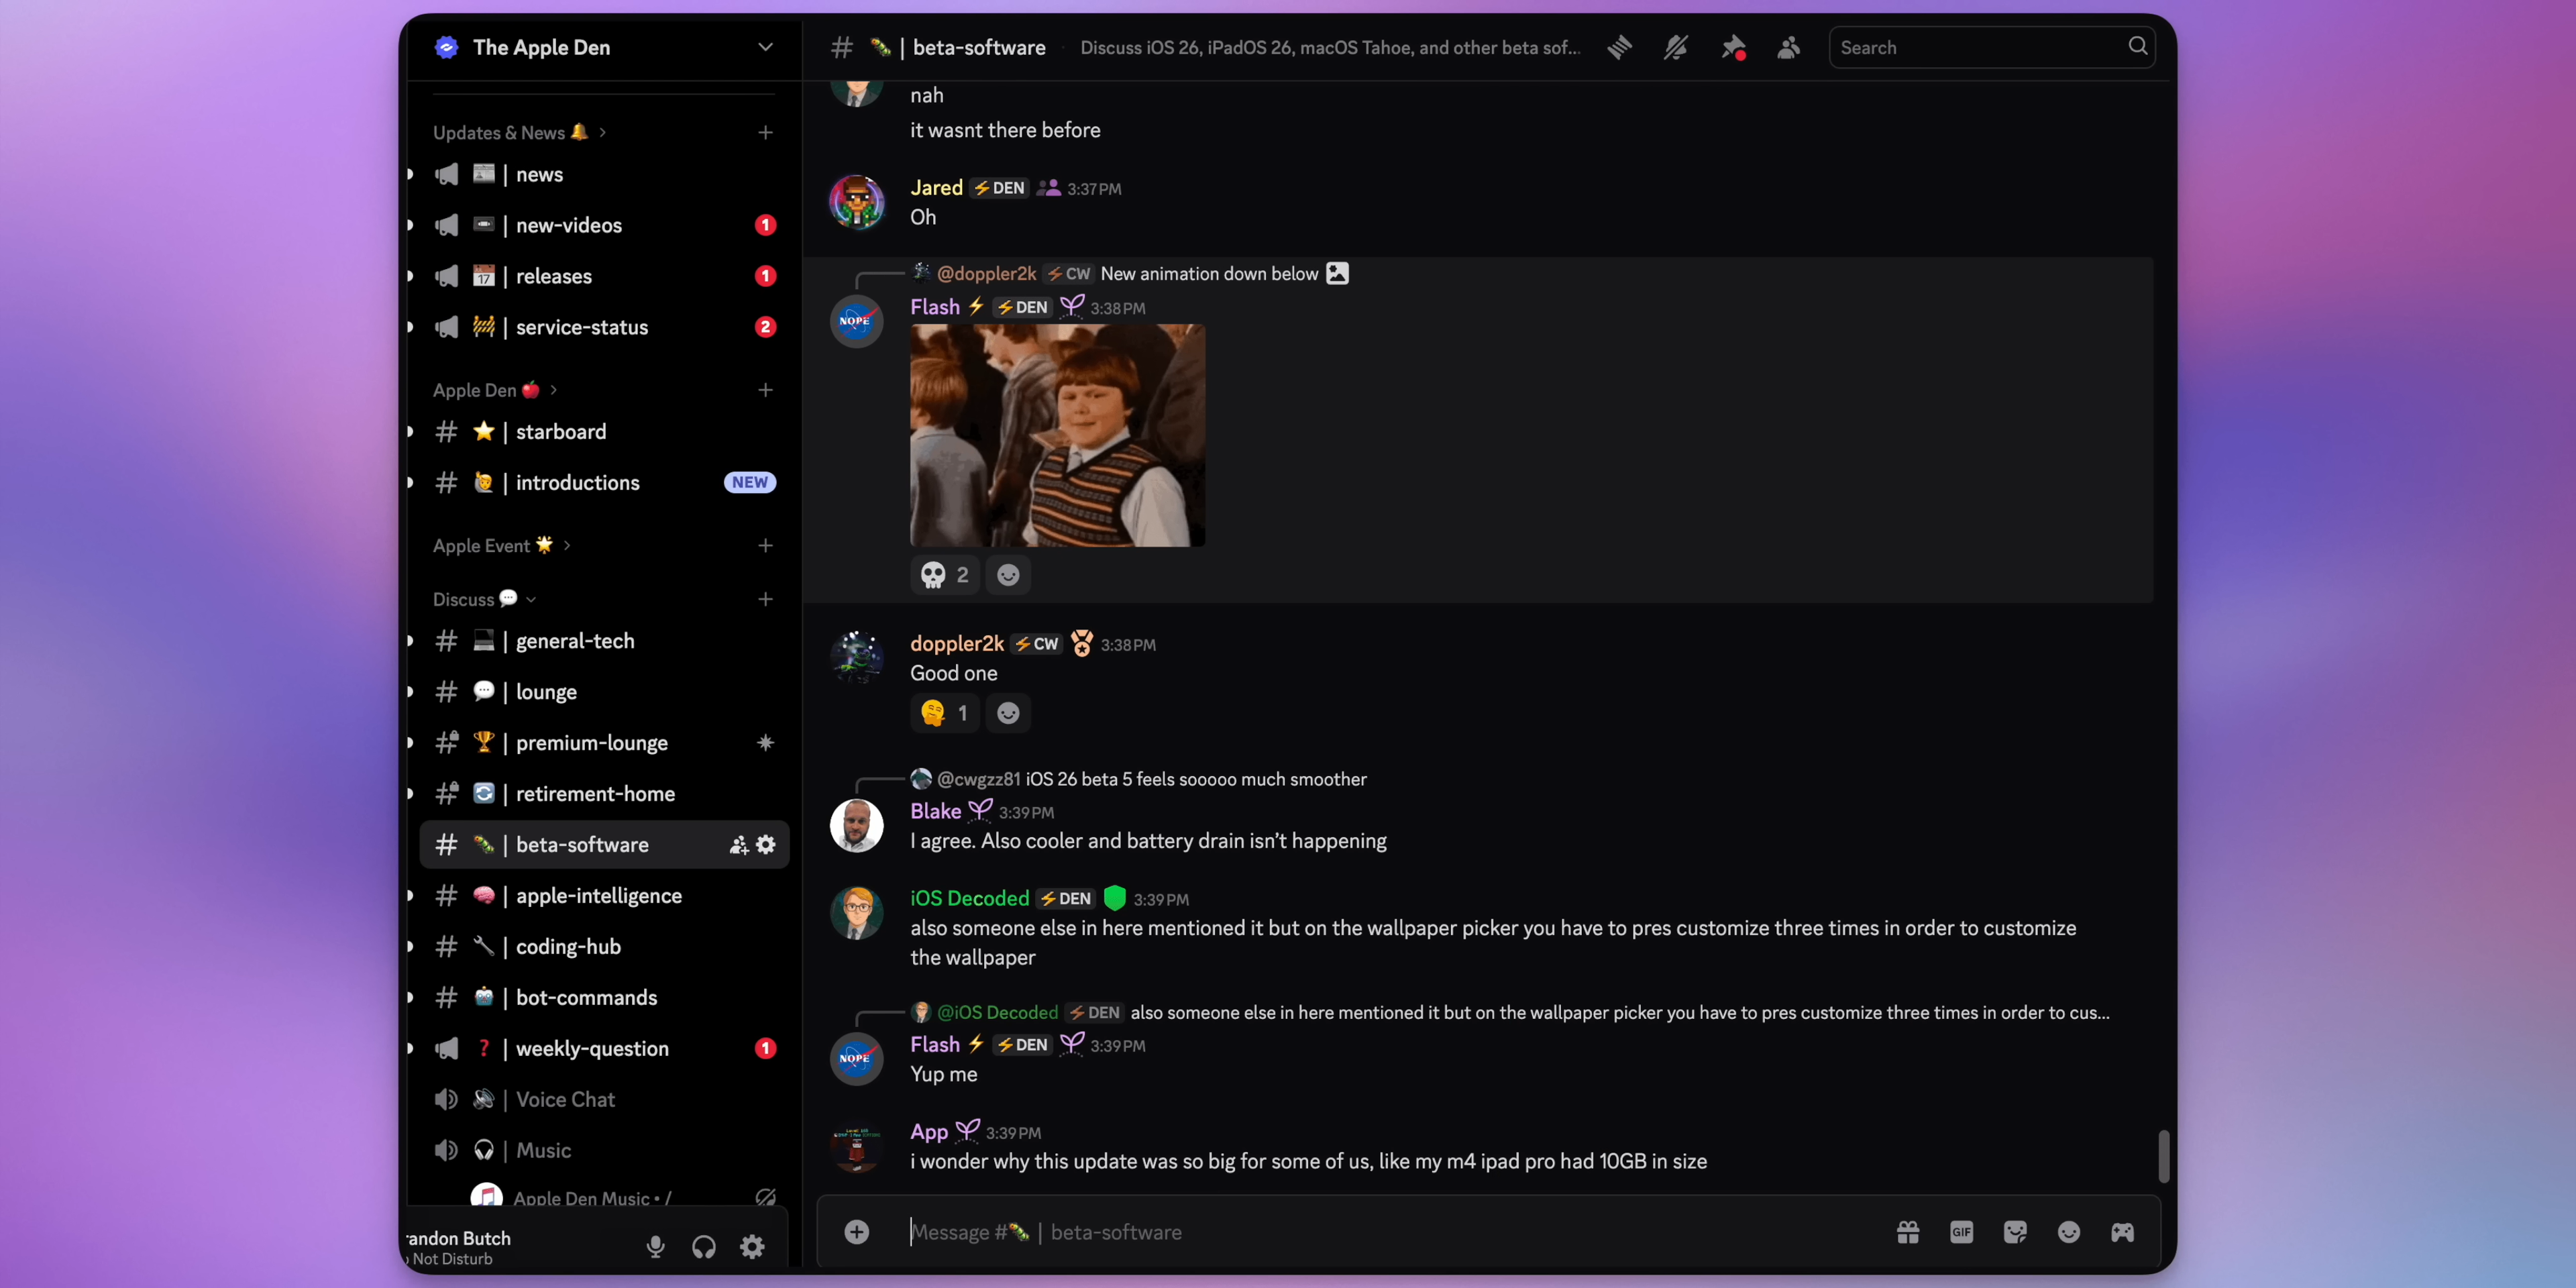 The Apple Den
Updates & News
news
new-videos
1
releases
1
service-status
2
Apple Den
starboard
introductions
NEW
Apple Event
Discuss
general-tech
lounge
premium-lounge
retirement-home
beta-software
apple-intelligence
coding-hub
bot-commands
weekly-question
1
Voice Chat
Music
Apple Den Music • /
randon Butch
Not Disturb
beta-software
Discuss iOS 26, iPadOS 26, macOS Tahoe, and other beta sof...
Search
nah
it wasnt there before
Jared DEN 3:37 PM
Oh
@doppler2k CW New animation down below
Flash DEN 3:38 PM
NOPE
2
doppler2k CW 3:38 PM
Good one
1
@cwgzz81 iOS 26 beta 5 feels sooooo much smoother
Blake 3:39 PM
I agree. Also cooler and battery drain isn't happening
iOS Decoded DEN 3:39 PM
also someone else in here mentioned it but on the wallpaper picker you have to pres customize three times in order to customize
the wallpaper
@iOS Decoded DEN also someone else in here mentioned it but on the wallpaper picker you have to pres customize three times in order to cus...
Flash DEN 3:39 PM
NOPE
Yup me
App 3:39 PM
i wonder why this update was so big for some of us, like my m4 ipad pro had 10GB in size
Message # | beta-software
GIF